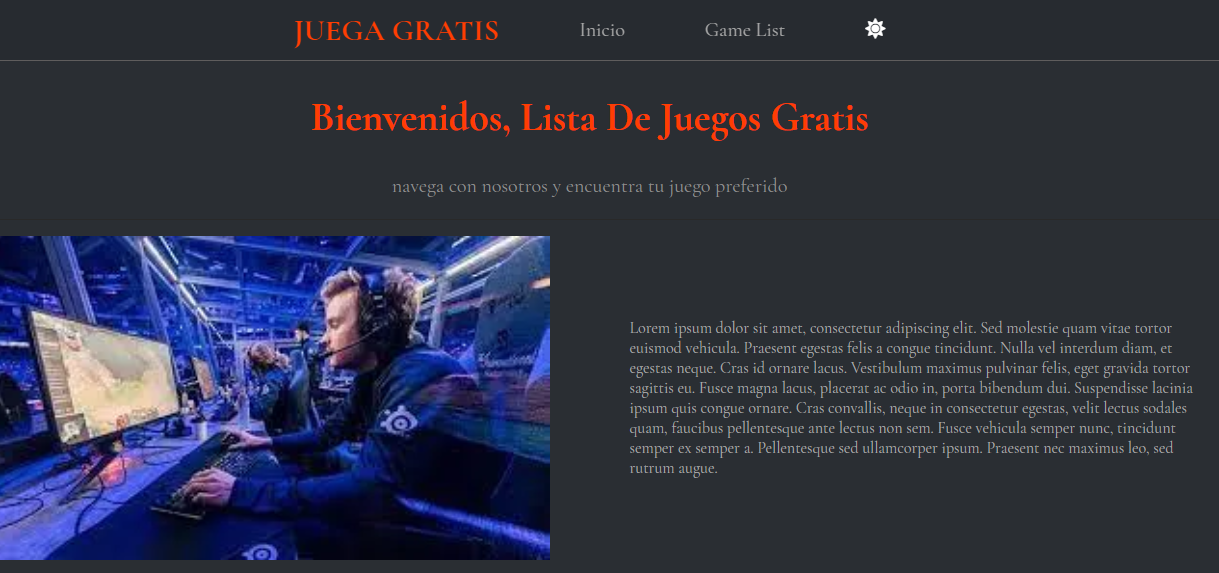 JUEGA GRATIS Inicio Game List
Bienvenidos, Lista De Juegos Gratis
navega con nosotros y encuentra tu juego preferido
Lorem ipsum dolor sit amet, consectetur adipiscing elit. Sed molestie quam vitae tortor
euismod vehicula. Praesent egestas felis a congue tincidunt. Nulla vel interdum diam, et
egestas neque. Cras id ornare lacus. Vestibulum maximus pulvinar felis, eget gravida tortor
sagittis eu. Fusce magna lacus, placerat ac odio in, porta bibendum dui. Suspendisse lacinia
ipsum quis congue ornare. Cras convallis, neque in consectetur egestas, velit lectus sodales
quam, faucibus pellentesque ante lectus non sem. Fusce vehicula semper nunc, tincidunt
semper ex semper a. Pellentesque sed ullamcorper ipsum. Praesent nec maximus leo, sed
rutrum augue.